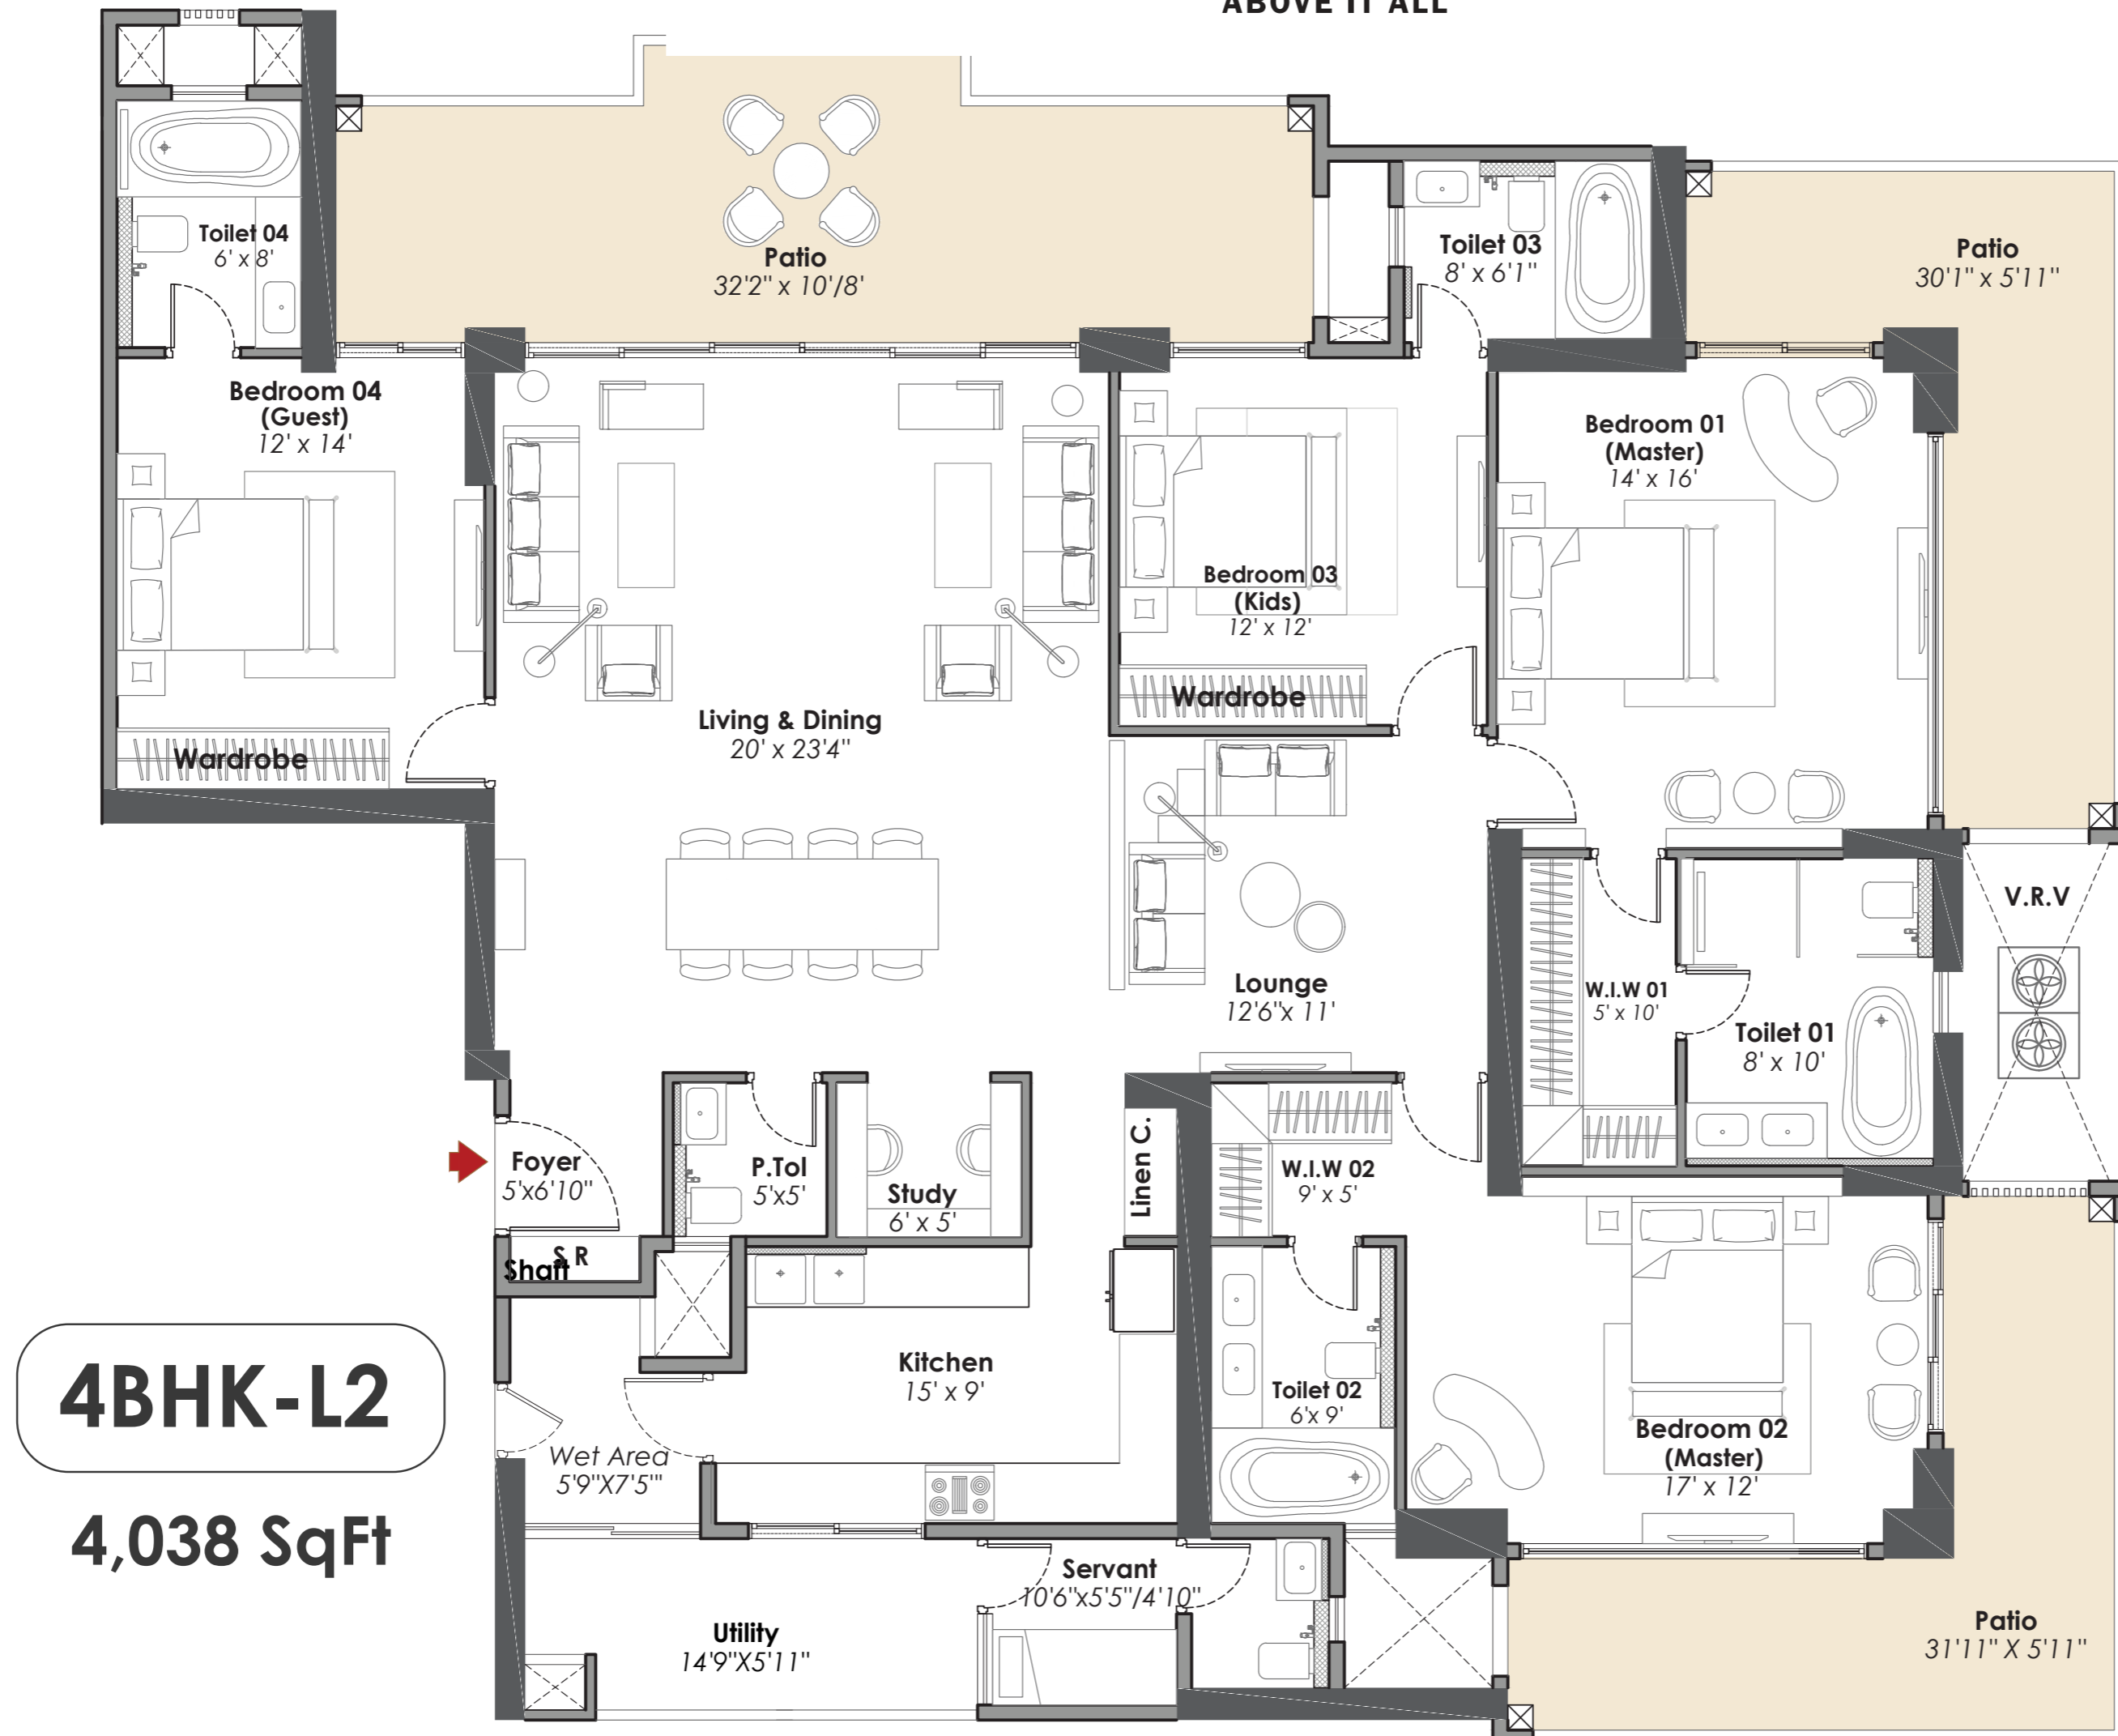 ABOVE IT ALL
Toilet 04
6' x 8'
Patio
32'2" x 10'/8'
Toilet 03
8' x 6'1"
Patio
30'1" x 5'11"
Bedroom 04
(Guest)
12' x 14'
Bedroom 01
(Master)
14' x 16'
Bedroom 03
(Kids)
12' x 12'
Wardrobe
Living & Dining
20' x 23'4"
Wardrobe
V.R.V
Lounge
12'6"x 11'
W.I.W 01
5' x 10'
Toilet 01
8' x 10'
Foyer
5'x6'10"
P.Tol
5'x5'
Study
6' x 5'
Linen C.
W.I.W 02
9' x 5'
S R
Shaft
Kitchen
15' x 9'
Toilet 02
6'x 9'
4BHK-L2
Wet Area
5'9"X7'5'"
Bedroom 02
(Master)
17' x 12'
4,038 SqFt
Servant
10'6"x5'5"/4'10"
Utility
14'9"X5'11"
Patio
31'11" X 5'11"